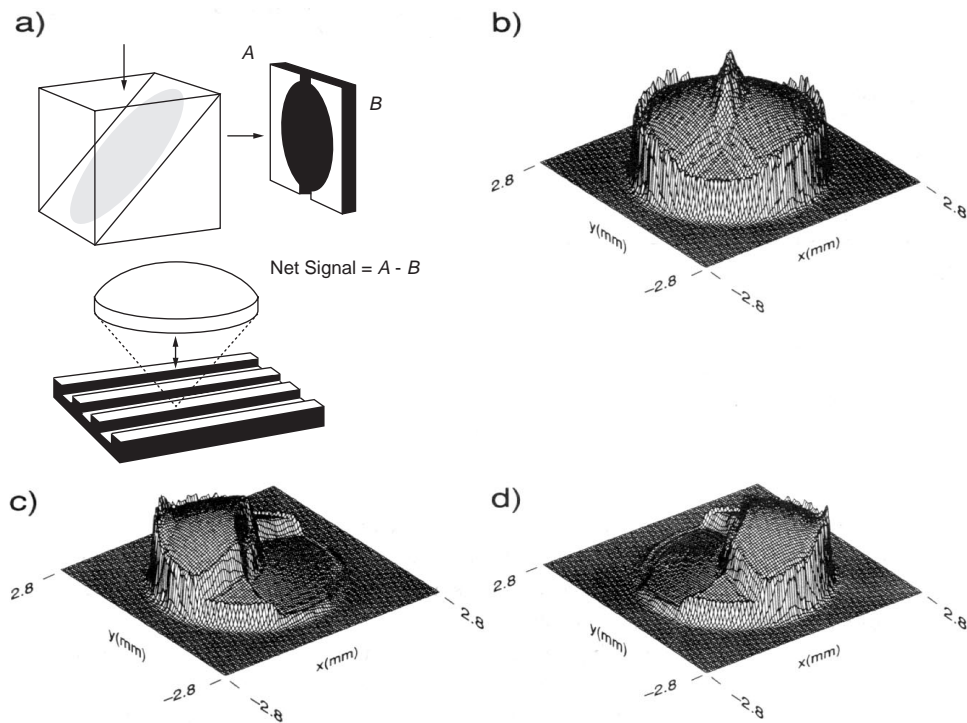 a)
A
B
Net Signal = A - B
b)
2.8
y(mm)
−2.8
−2.8
x(mm)
2.8
c)
2.8
y(mm)
−2.8
−2.8
x(mm)
2.8
d)
2.8
y(mm)
−2.8
−2.8
x(mm)
2.8